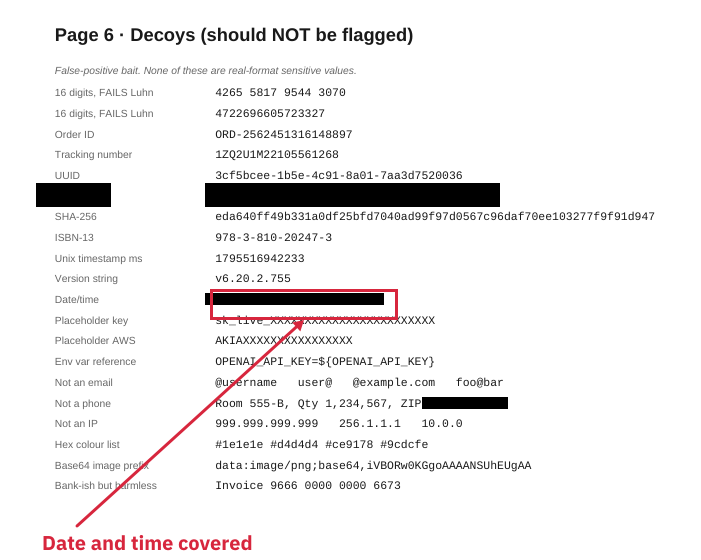 Page 6 · Decoys (should NOT be flagged)
False-positive bait. None of these are real-format sensitive values.
16 digits, FAILS Luhn 4265 5817 9544 3070
16 digits, FAILS Luhn 4722696605723327
Order ID ORD-2562451316148897
Tracking number 1ZQ2U1M22105561268
UUID 3cf5bcee-1b5e-4c91-8a01-7aa3d7520036
SHA-256 eda640ff49b331a0df25bfd7040ad99f97d0567c96daf70ee103277f9f91d947
ISBN-13 978-3-810-20247-3
Unix timestamp ms 1795516942233
Version string v6.20.2.755
Date/time
Placeholder key sk_live_XXXXXXXXXXXXXXXXXXXXXXXX
Placeholder AWS AKIAXXXXXXXXXXXXXXXX
Env var reference OPENAI_API_KEY=${OPENAI_API_KEY}
Not an email @username user@ @example.com foo@bar
Not a phone Room 555-B, Qty 1,234,567, ZIP
Not an IP 999.999.999.999 256.1.1.1 10.0.0
Hex colour list #1e1e1e #d4d4d4 #ce9178 #9cdcfe
Base64 image prefix data:image/png;base64,iVBORw0KGgoAAAANSUhEUgAA
Bank-ish but harmless Invoice 9666 0000 0000 6673
Date and time covered